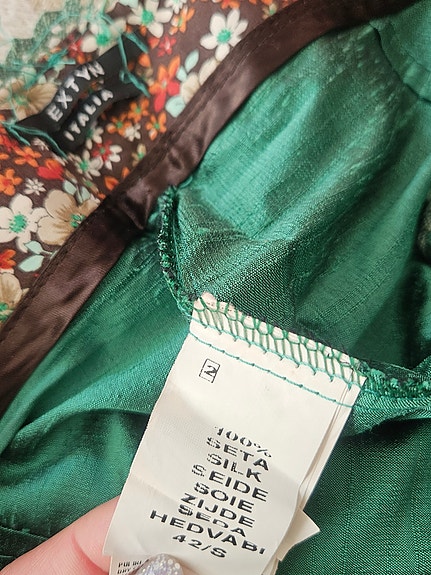 EXTYN
ITALIA
2
100%
SETA
SILK
SEIDE
SOIE
ZIJDE
SEDA
HEDVÁBÍ
42/S